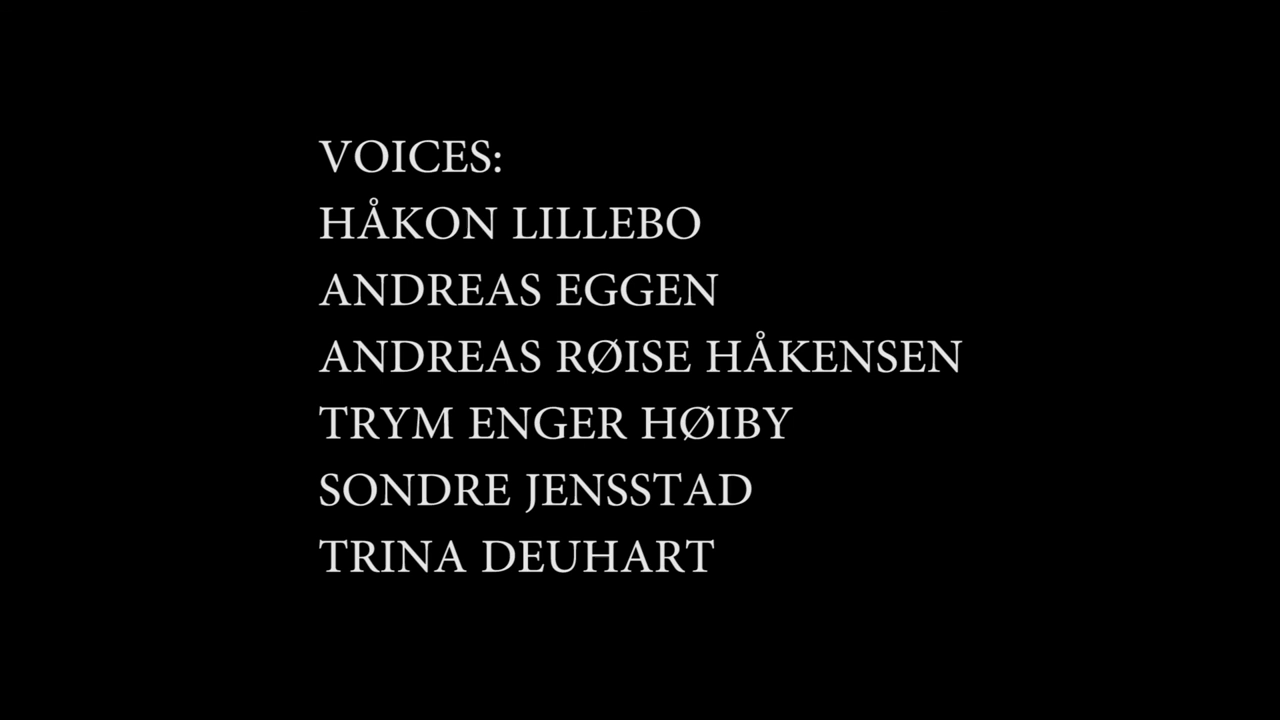 VOICES:
HÅKON LILLEBO
ANDREAS EGGEN
ANDREAS RØISE HÅKENSEN
TRYM ENGER HØIBY
SONDRE JENSSTAD
TRINA DEUHART